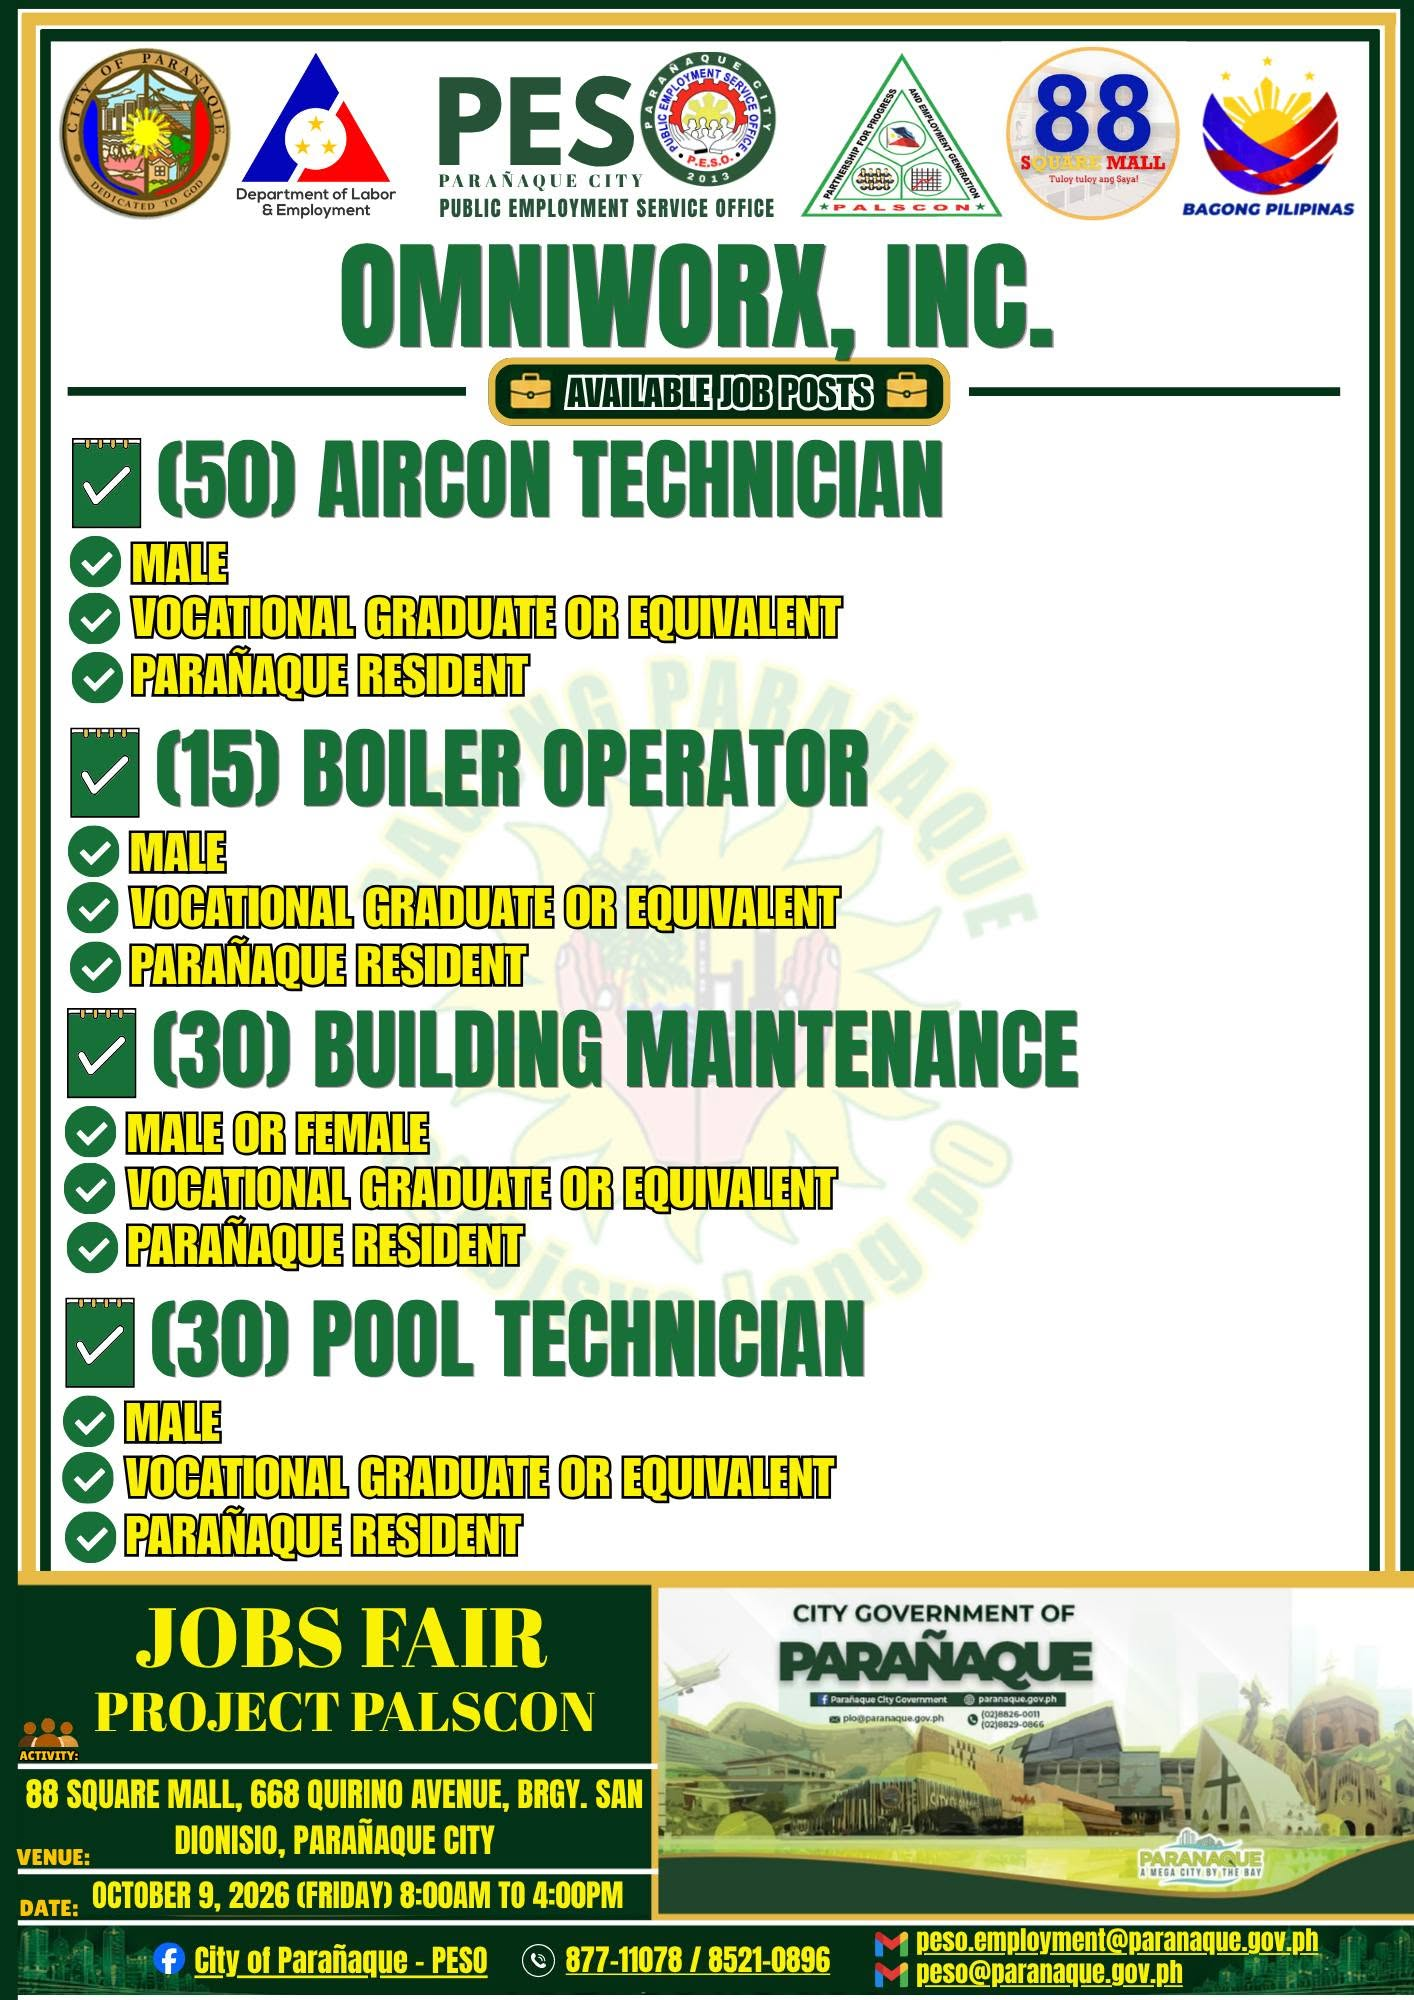 CITY OF PARAÑAQUE
DEDICATED TO GOD
Department of Labor
& Employment
PESO
PARAÑAQUE CITY
PUBLIC EMPLOYMENT SERVICE OFFICE
PARAÑAQUE CITY
PUBLIC EMPLOYMENT SERVICE OFFICE
P.E.S.O.
2013
PARTNERSHIP FOR PROGRESS
AND EMPLOYMENT GENERATION
PALSCON
88
SQUARE MALL
Tuloy tuloy ang Saya!
BAGONG PILIPINAS
OMNIWORX, INC.
AVAILABLE JOB POSTS
(50) AIRCON TECHNICIAN
MALE
VOCATIONAL GRADUATE OR EQUIVALENT
PARAÑAQUE RESIDENT
(15) BOILER OPERATOR
MALE
VOCATIONAL GRADUATE OR EQUIVALENT
PARAÑAQUE RESIDENT
(30) BUILDING MAINTENANCE
MALE OR FEMALE
VOCATIONAL GRADUATE OR EQUIVALENT
PARAÑAQUE RESIDENT
(30) POOL TECHNICIAN
MALE
VOCATIONAL GRADUATE OR EQUIVALENT
PARAÑAQUE RESIDENT
JOBS FAIR
PROJECT PALSCON
ACTIVITY:
88 SQUARE MALL, 668 QUIRINO AVENUE, BRGY. SAN
DIONISIO, PARAÑAQUE CITY
VENUE:
DATE: OCTOBER 9, 2026 (FRIDAY) 8:00AM TO 4:00PM
CITY GOVERNMENT OF
PARAÑAQUE
Parañaque City Government paranaque.gov.ph
plo@paranaque.gov.ph (02)8826-0011
(02)8829-0866
PARAÑAQUE
A MEGA CITY BY THE BAY
City of Parañaque - PESO
877-11078 / 8521-0896
peso.employment@paranaque.gov.ph
peso@paranaque.gov.ph